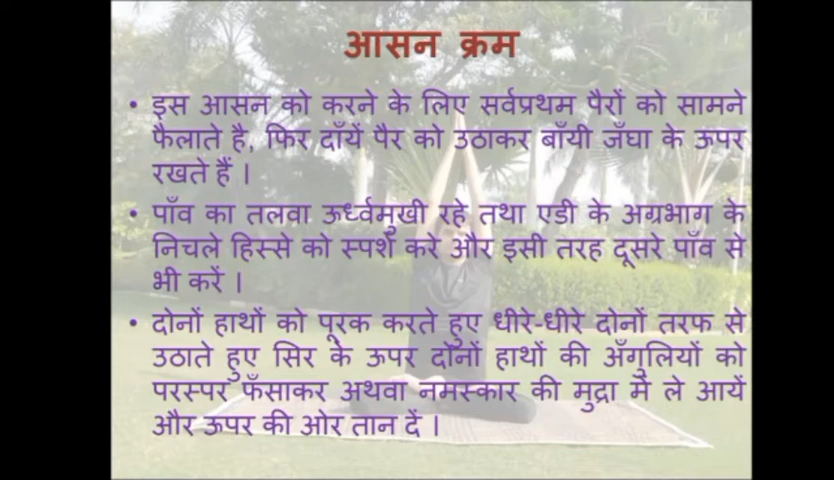 आसन क्रम
• इस आसन को करने के लिए सर्वप्रथम पैरों को सामने
फैलाते है, फिर दाँयें पैर को उठाकर बाँयी जँघा के ऊपर
रखते हैं ।
• पाँव का तलवा ऊर्ध्वमुखी रहे तथा एडी के अग्रभाग के
निचले हिस्से को स्पर्श करें और इसी तरह दूसरे पाँव से
भी करें ।
• दोनों हाथों को पूरक करते हुए धीरे-धीरे दोनों तरफ से
उठाते हुए सिर के ऊपर दोनों हाथों की अँगुलियों को
परस्पर फँसाकर अथवा नमस्कार की मुद्रा में ले आयें
और ऊपर की ओर तान दें ।